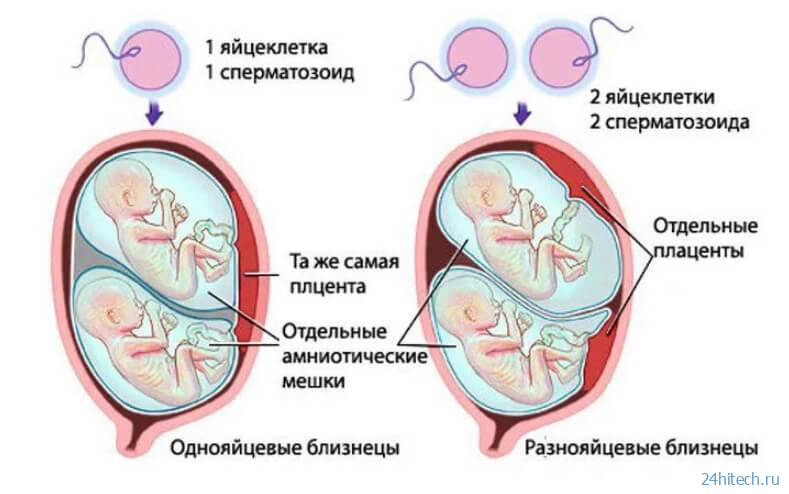 1 яйцеклетка
1 сперматозоид
2 яйцеклетки
2 сперматозоида
Та же самая
плцента
Отдельные
амниотические
мешки
Отдельные
плаценты
Однояйцевые близнецы
Разнояйцевые близнецы
24hitech.ru